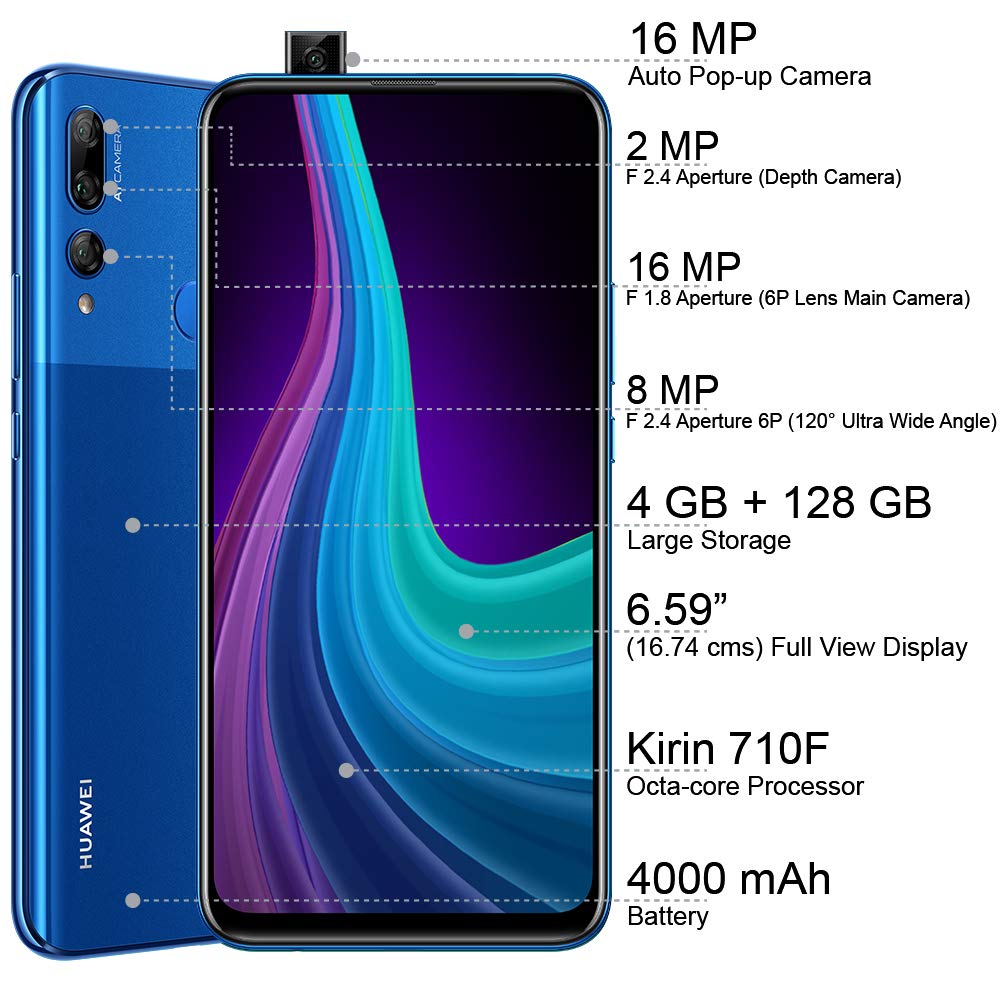 16 MP
Auto Pop-up Camera
2 MP
F 2.4 Aperture (Depth Camera)
16 MP
F 1.8 Aperture (6P Lens Main Camera)
8 MP
F 2.4 Aperture 6P (120° Ultra Wide Angle)
4 GB + 128 GB
Large Storage
6.59”
(16.74 cms) Full View Display
Kirin 710F
Octa-core Processor
4000 mAh
Battery
AI CAMERA
HUAWEI